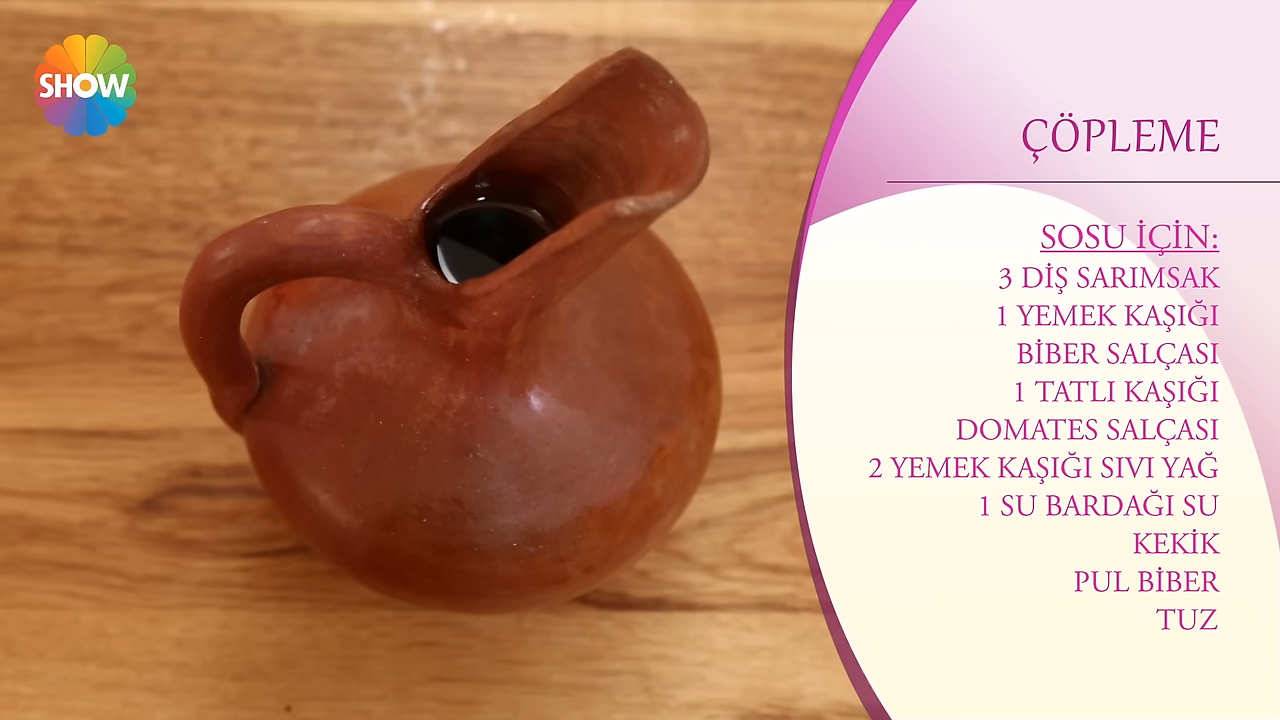 SHOW
ÇÖPLEME
SOSU İÇİN:
3 DİŞ SARIMSAK
1 YEMEK KAŞIĞI
BİBER SALÇASI
1 TATLI KAŞIĞI
DOMATES SALÇASI
2 YEMEK KAŞIĞI SIVI YAĞ
1 SU BARDAĞI SU
KEKİK
PUL BİBER
TUZ